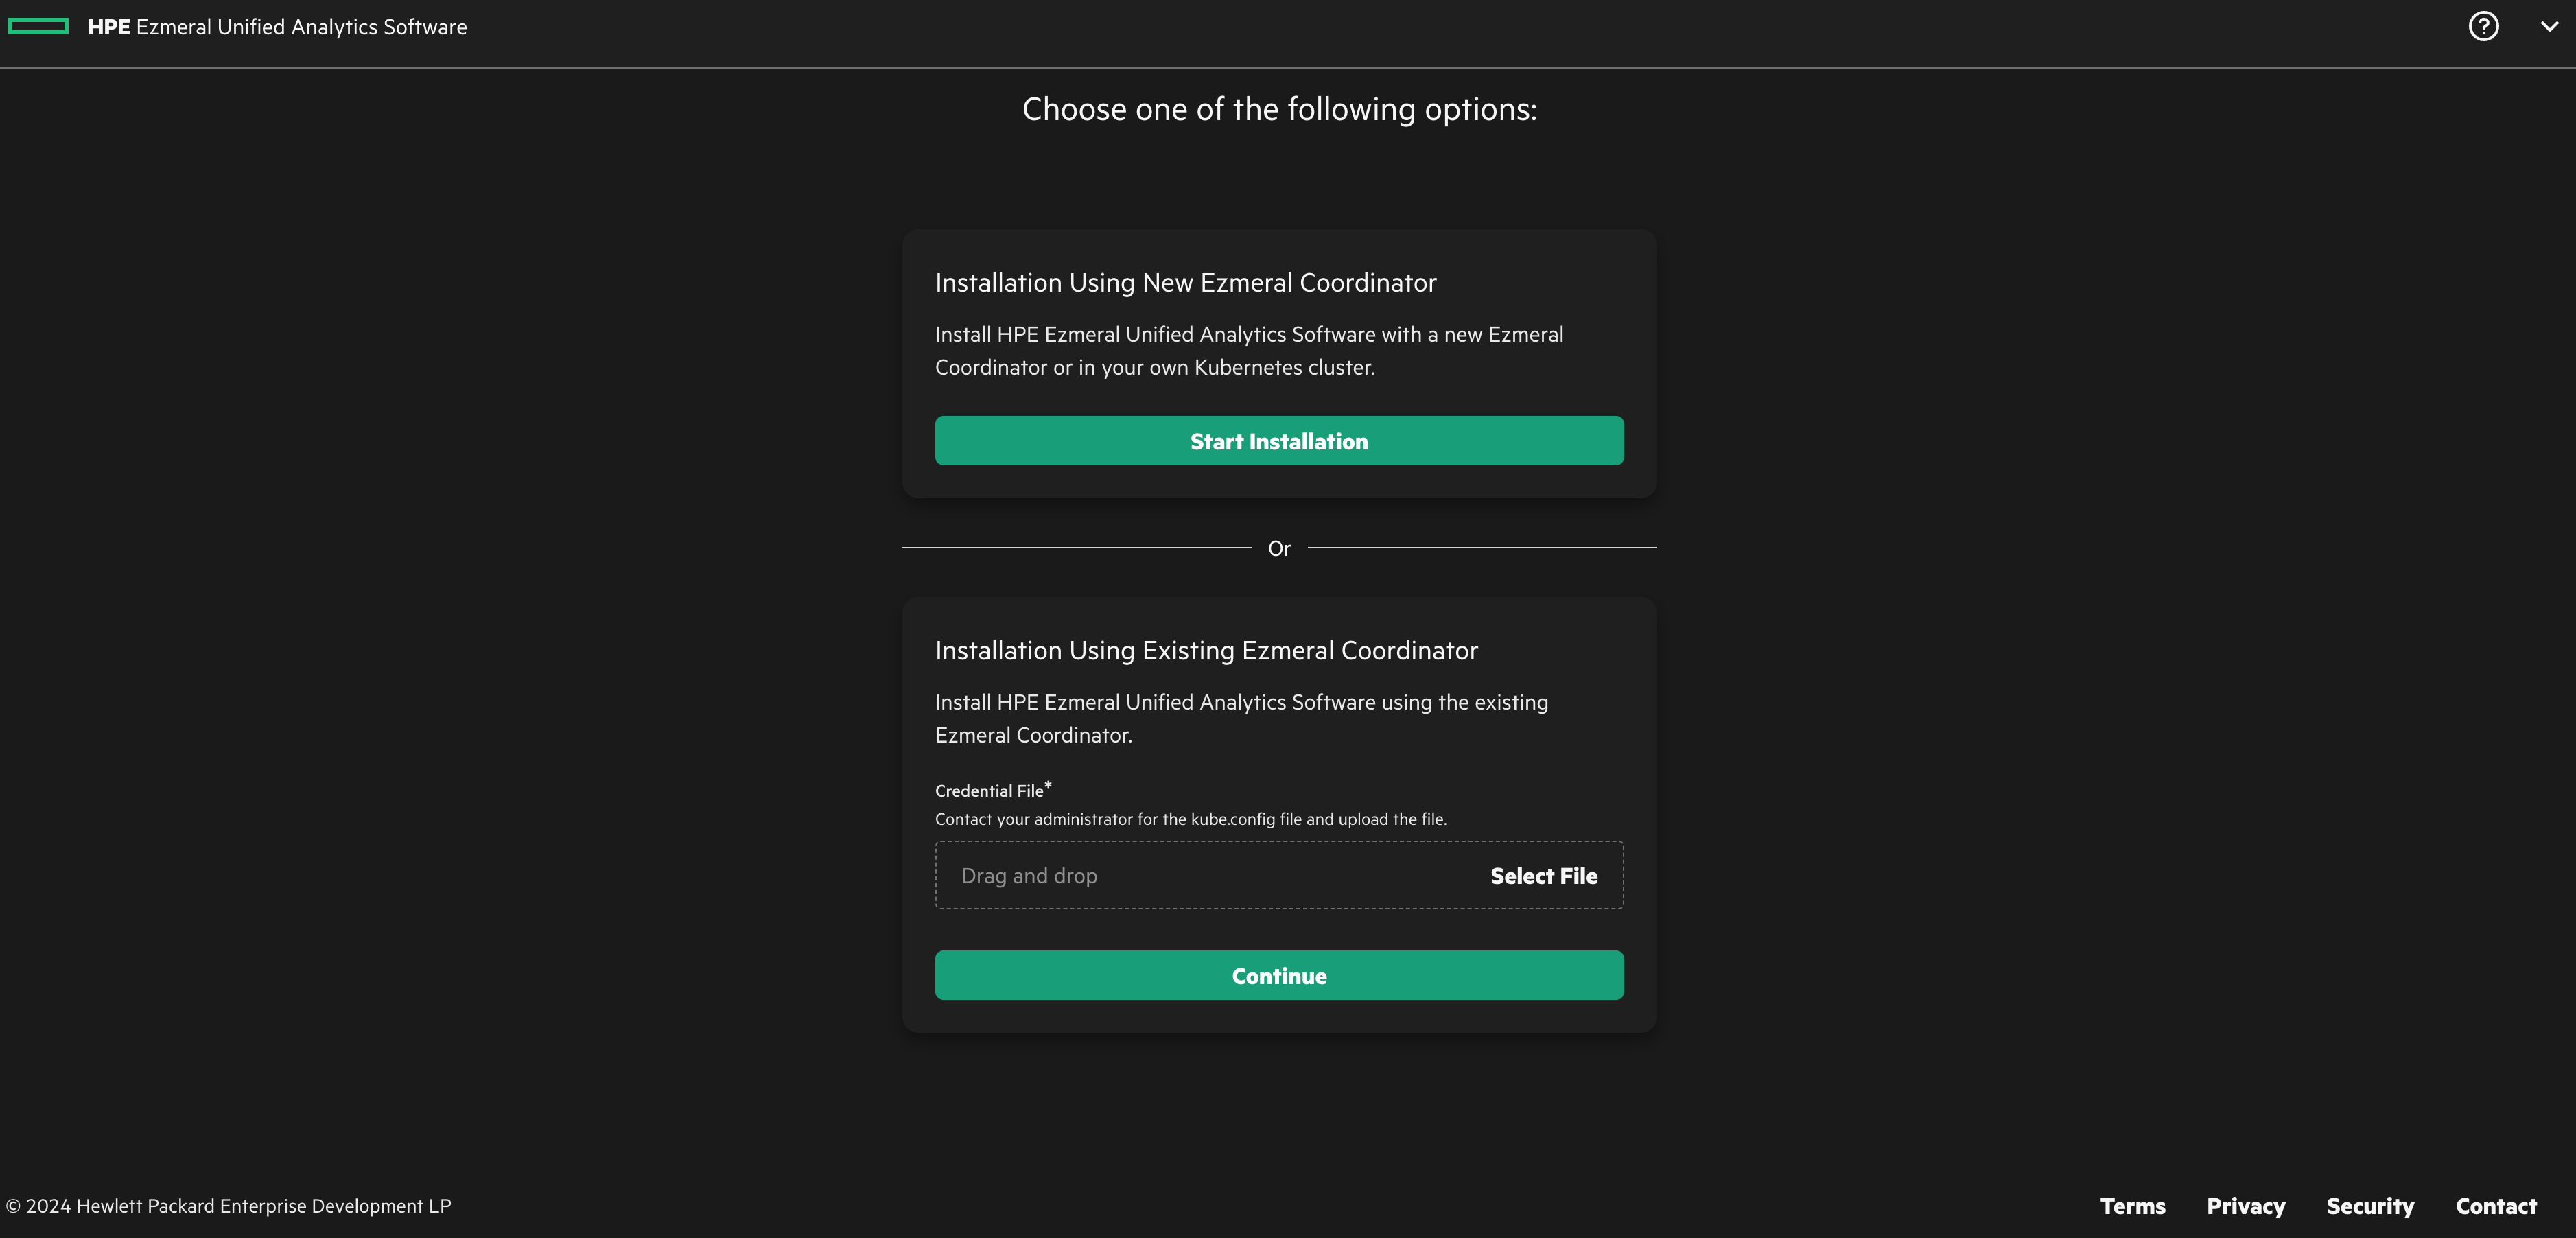 HPE Ezmeral Unified Analytics Software
Choose one of the following options:
Installation Using New Ezmeral Coordinator
Install HPE Ezmeral Unified Analytics Software with a new Ezmeral
Coordinator or in your own Kubernetes cluster.
Start Installation
Or
Installation Using Existing Ezmeral Coordinator
Install HPE Ezmeral Unified Analytics Software using the existing
Ezmeral Coordinator.
Credential File*
Contact your administrator for the kube.config file and upload the file.
Drag and drop Select File
Continue
© 2024 Hewlett Packard Enterprise Development LP Terms Privacy Security Contact